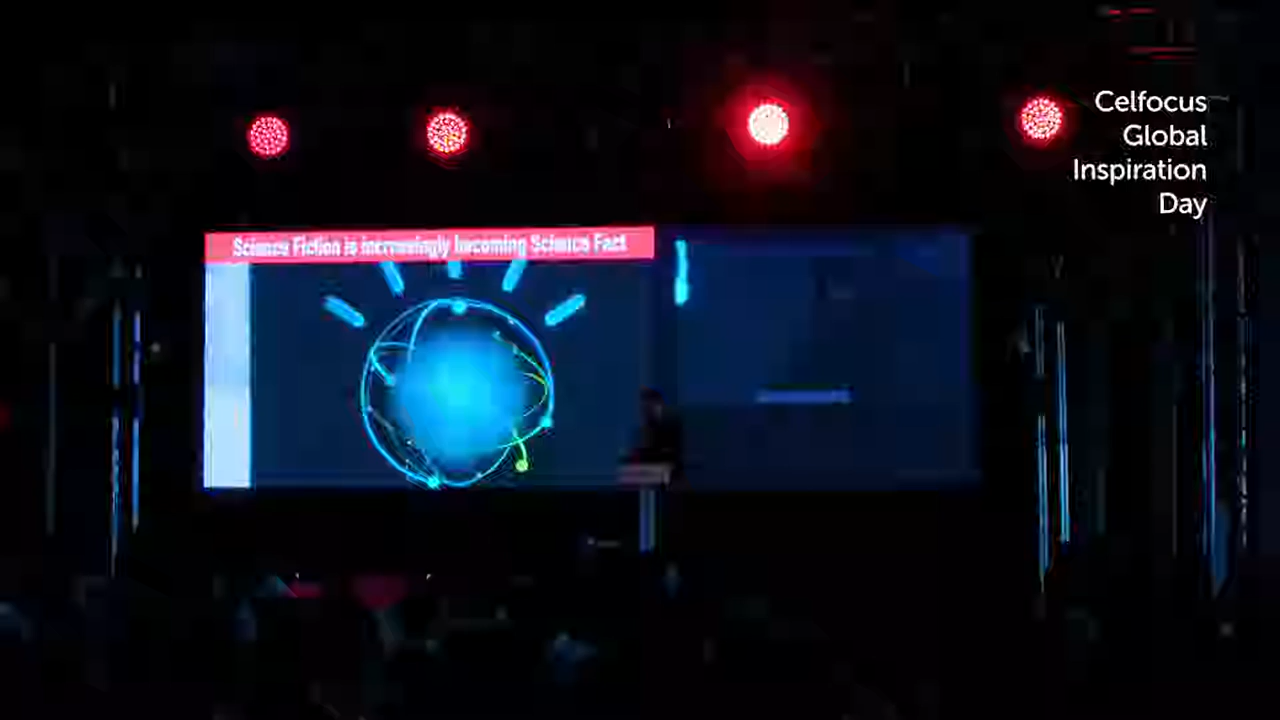 Celfocus
Global
Inspiration
Day
Science Fiction is increasingly becoming Science Fact